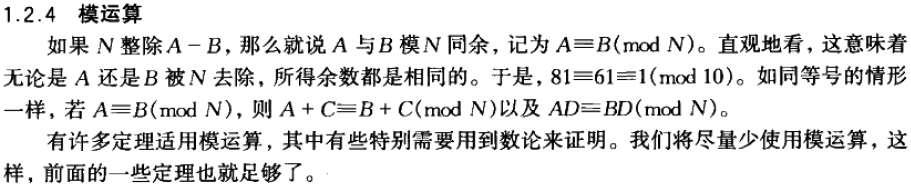 1.2.4 模运算
如果 N 整除 A－B，那么就说 A 与 B 模 N 同余，记为 A≡B(mod N)。直观地看，这意味着
无论是 A 还是 B 被 N 去除，所得余数都是相同的。于是，81≡61≡1(mod 10)。如同等号的情形
一样，若 A≡B(mod N)，则 A＋C≡B＋C(mod N)以及 AD≡BD(mod N)。
有许多定理适用模运算，其中有些特别需要用到数论来证明。我们将尽量少使用模运算，这
样，前面的一些定理也就足够了。